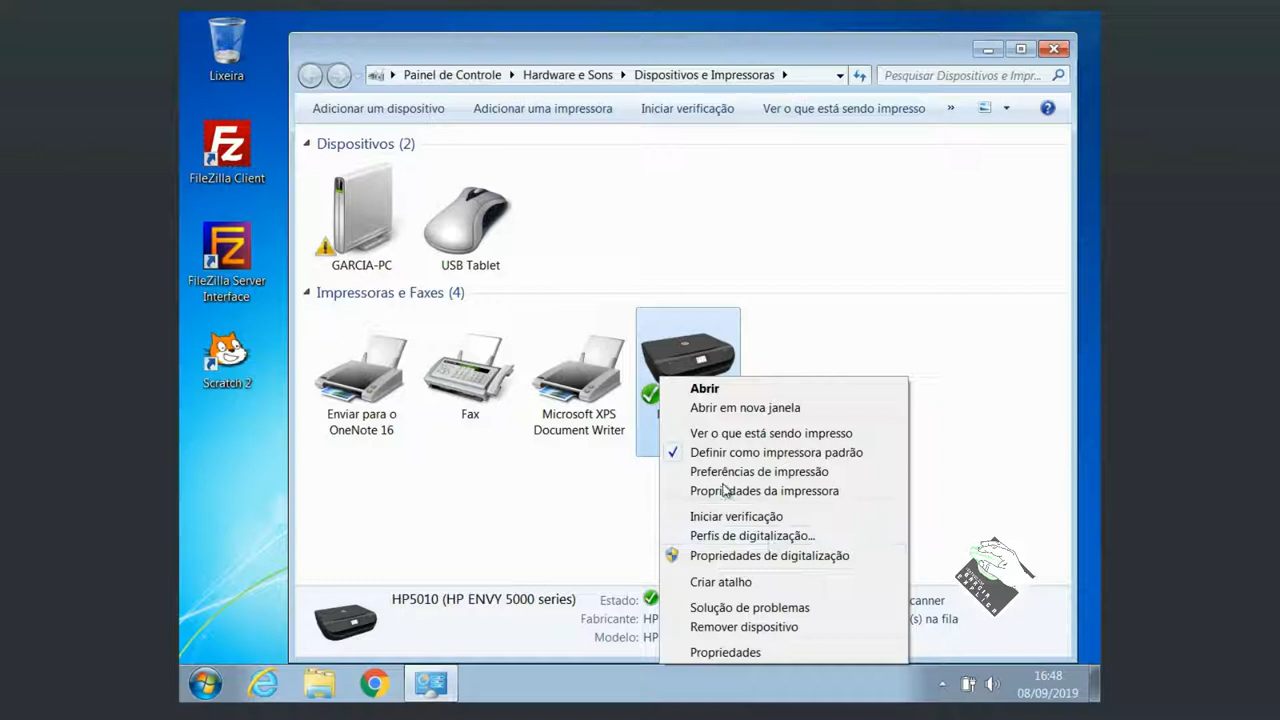 Lixeira
FileZilla Client
FileZilla Server
Interface
Scratch 2
Painel de Controle
Hardware e Sons
Dispositivos e Impressoras
Pesquisar Dispositivos e Impr...
Adicionar um dispositivo
Adicionar uma impressora
Iniciar verificação
Ver o que está sendo impresso
»
Dispositivos (2)
GARCIA-PC
USB Tablet
Impressoras e Faxes (4)
Enviar para o
OneNote 16
Fax
Microsoft XPS
Document Writer
Abrir
Abrir em nova janela
Ver o que está sendo impresso
Definir como impressora padrão
Preferências de impressão
Propriedades da impressora
Iniciar verificação
Perfis de digitalização...
Propriedades de digitalização
Criar atalho
Solução de problemas
Remover dispositivo
Propriedades
HP5010 (HP ENVY 5000 series)
Estado:
Fabricante: HP
Modelo: HP
canner
(s) na fila
GARCIA
EXPLICA
16:48
08/09/2019